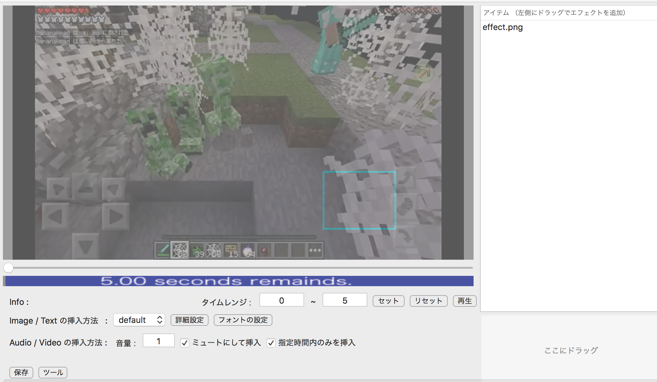 アイテム （左側にドラッグでエフェクトを追加）
effect.png
5.00 seconds remainds.
Info :
タイムレンジ : 0 ~ 5 セット リセット 再生
Image / Text の挿入方法 : default 詳細設定 フォントの設定
Audio / Video の挿入方法 : 音量 : 1 ミュートにして挿入 指定時間内のみを挿入
ここにドラッグ
保存 ツール